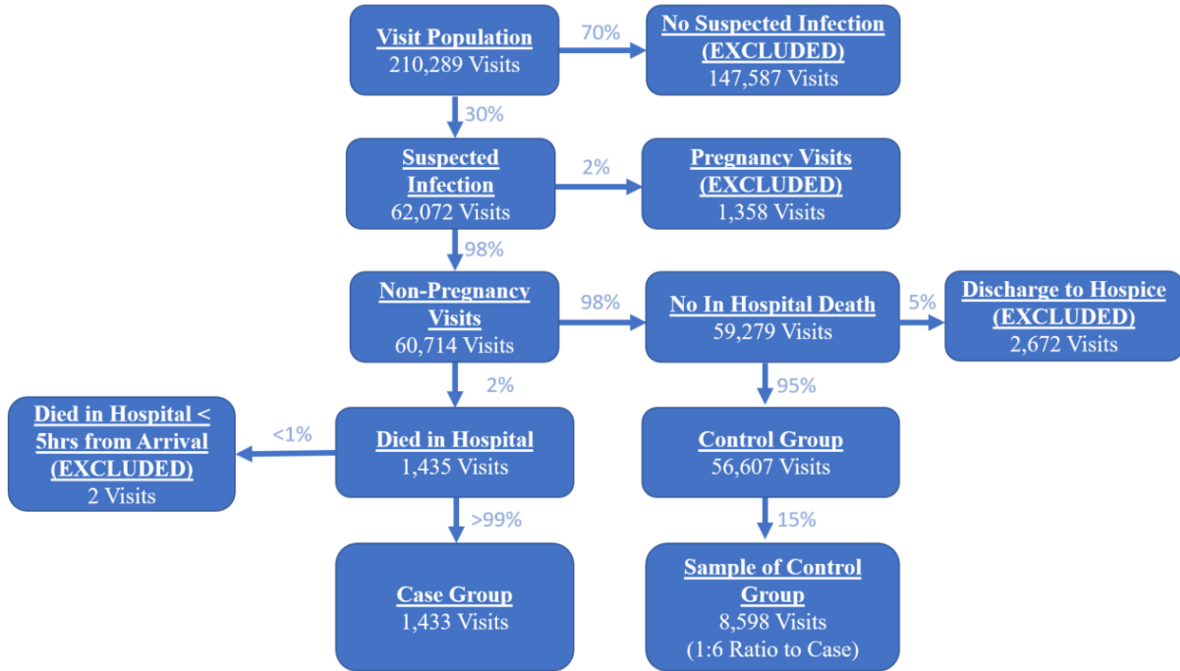 Visit Population
210,289 Visits
70%
No Suspected Infection
(EXCLUDED)
147,587 Visits
30%
Suspected
Infection
62,072 Visits
2%
Pregnancy Visits
(EXCLUDED)
1,358 Visits
98%
Non-Pregnancy
Visits
60,714 Visits
98%
No In Hospital Death
59,279 Visits
5%
Discharge to Hospice
(EXCLUDED)
2,672 Visits
2%
95%
Died in Hospital <
5hrs from Arrival
(EXCLUDED)
2 Visits
<1%
Died in Hospital
1,435 Visits
Control Group
56,607 Visits
>99%
15%
Case Group
1,433 Visits
Sample of Control
Group
8,598 Visits
(1:6 Ratio to Case)